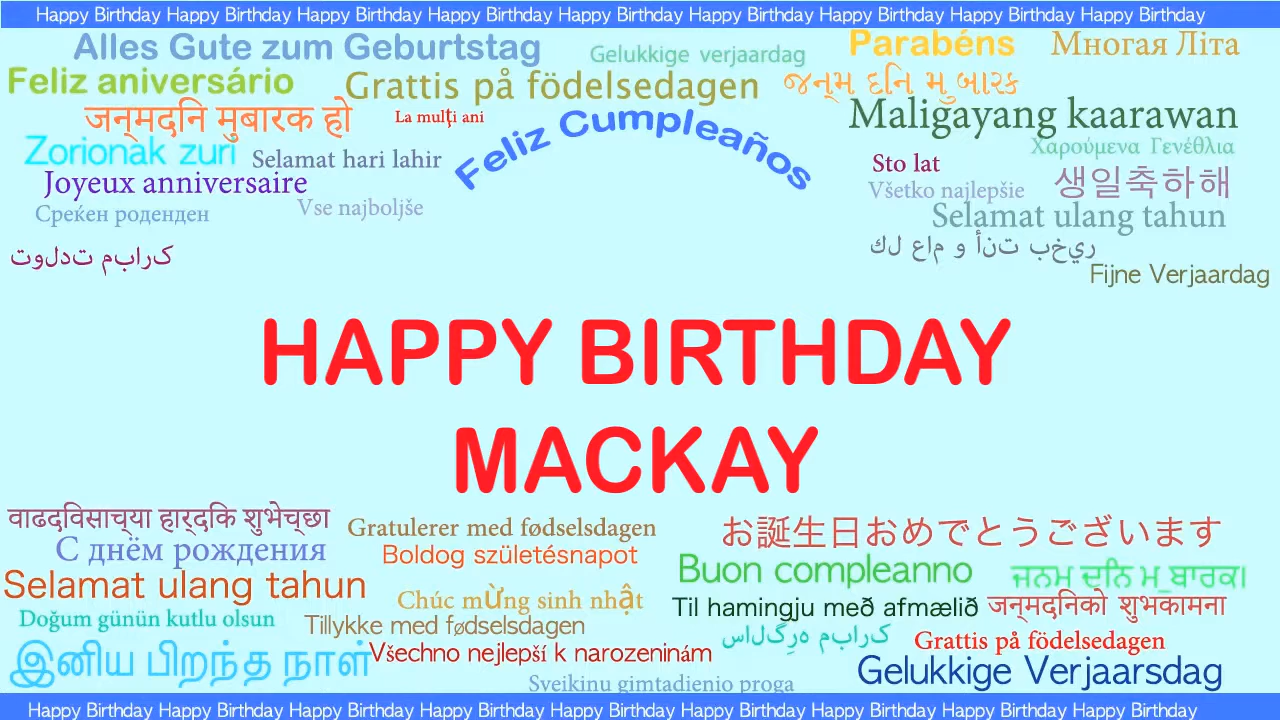 Happy Birthday Happy Birthday Happy Birthday Happy Birthday Happy Birthday Happy Birthday Happy Birthday Happy Birthday Happy Birthday
Alles Gute zum Geburtstag
Gelukkige verjaardag
Parabéns
Многая Літа
Feliz aniversário
Grattis på födelsedagen
જન્મ દિન મુબારક
जन्मदिन मुबारक हो
La mulţi ani
Feliz Cumpleaños
Maligayang kaarawan
Zorionak zuri
Selamat hari lahir
Χαρούμενα Γενέθλια
Sto lat
Joyeux anniversaire
Všetko najlepšie
생일축하해
Среќен роденден
Vse najboljše
Selamat ulang tahun
تولدت مبارک
كل عام و أنت بخير
Fijne Verjaardag
HAPPY BIRTHDAY
MACKAY
वाढदिवसाच्या हार्दिक शुभेच्छा
Gratulerer med fødselsdagen
お誕生日おめでとうございます
С днём рождения
Boldog születésnapot
Buon compleanno
ਜਨਮ ਦਿਨ ਮੁਬਾਰਕ।
Selamat ulang tahun
Chúc mừng sinh nhật
Til hamingju með afmælið
जन्मदिनको शुभकामना
Doğum günün kutlu olsun
Tillykke med fødselsdagen
سالگرہ مبارک
Grattis på födelsedagen
இனிய பிறந்த நாள்
Všechno nejlepší k narozeninám
Gelukkige Verjaarsdag
Sveikinu gimtadienio proga
Happy Birthday Happy Birthday Happy Birthday Happy Birthday Happy Birthday Happy Birthday Happy Birthday Happy Birthday Happy Birthday